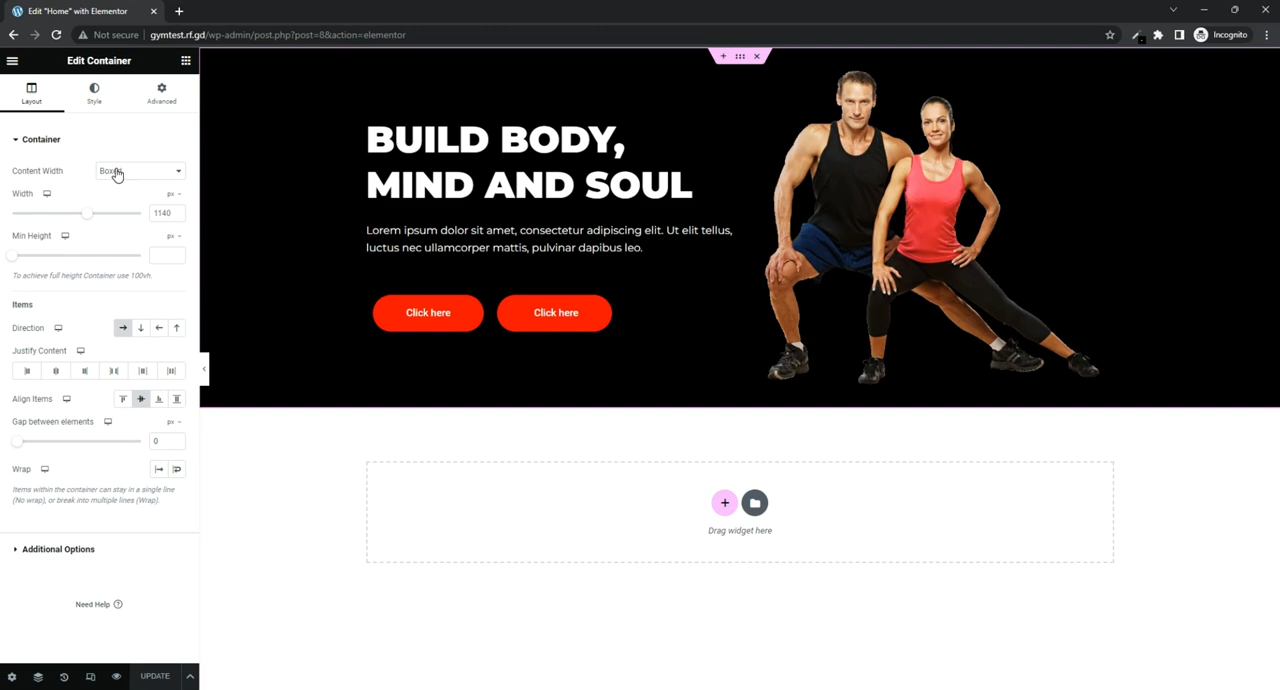 Edit "Home" with Elementor
Not secure
gymtest.rf.gd/wp-admin/post.php?post=8&action=elementor
Incognito
Edit Container
Layout
Style
Advanced
Container
Content Width
Width
px
1140
Min Height
px
To achieve full height Container use 100vh.
Items
Direction
Justify Content
Align Items
Gap between elements
px
0
Wrap
Items within the container can stay in a single line
(No wrap), or break into multiple lines (Wrap).
Additional Options
Need Help
UPDATE
BUILD BODY,
MIND AND SOUL
Lorem ipsum dolor sit amet, consectetur adipiscing elit. Ut elit tellus,
luctus nec ullamcorper mattis, pulvinar dapibus leo.
Click here
Click here
Drag widget here